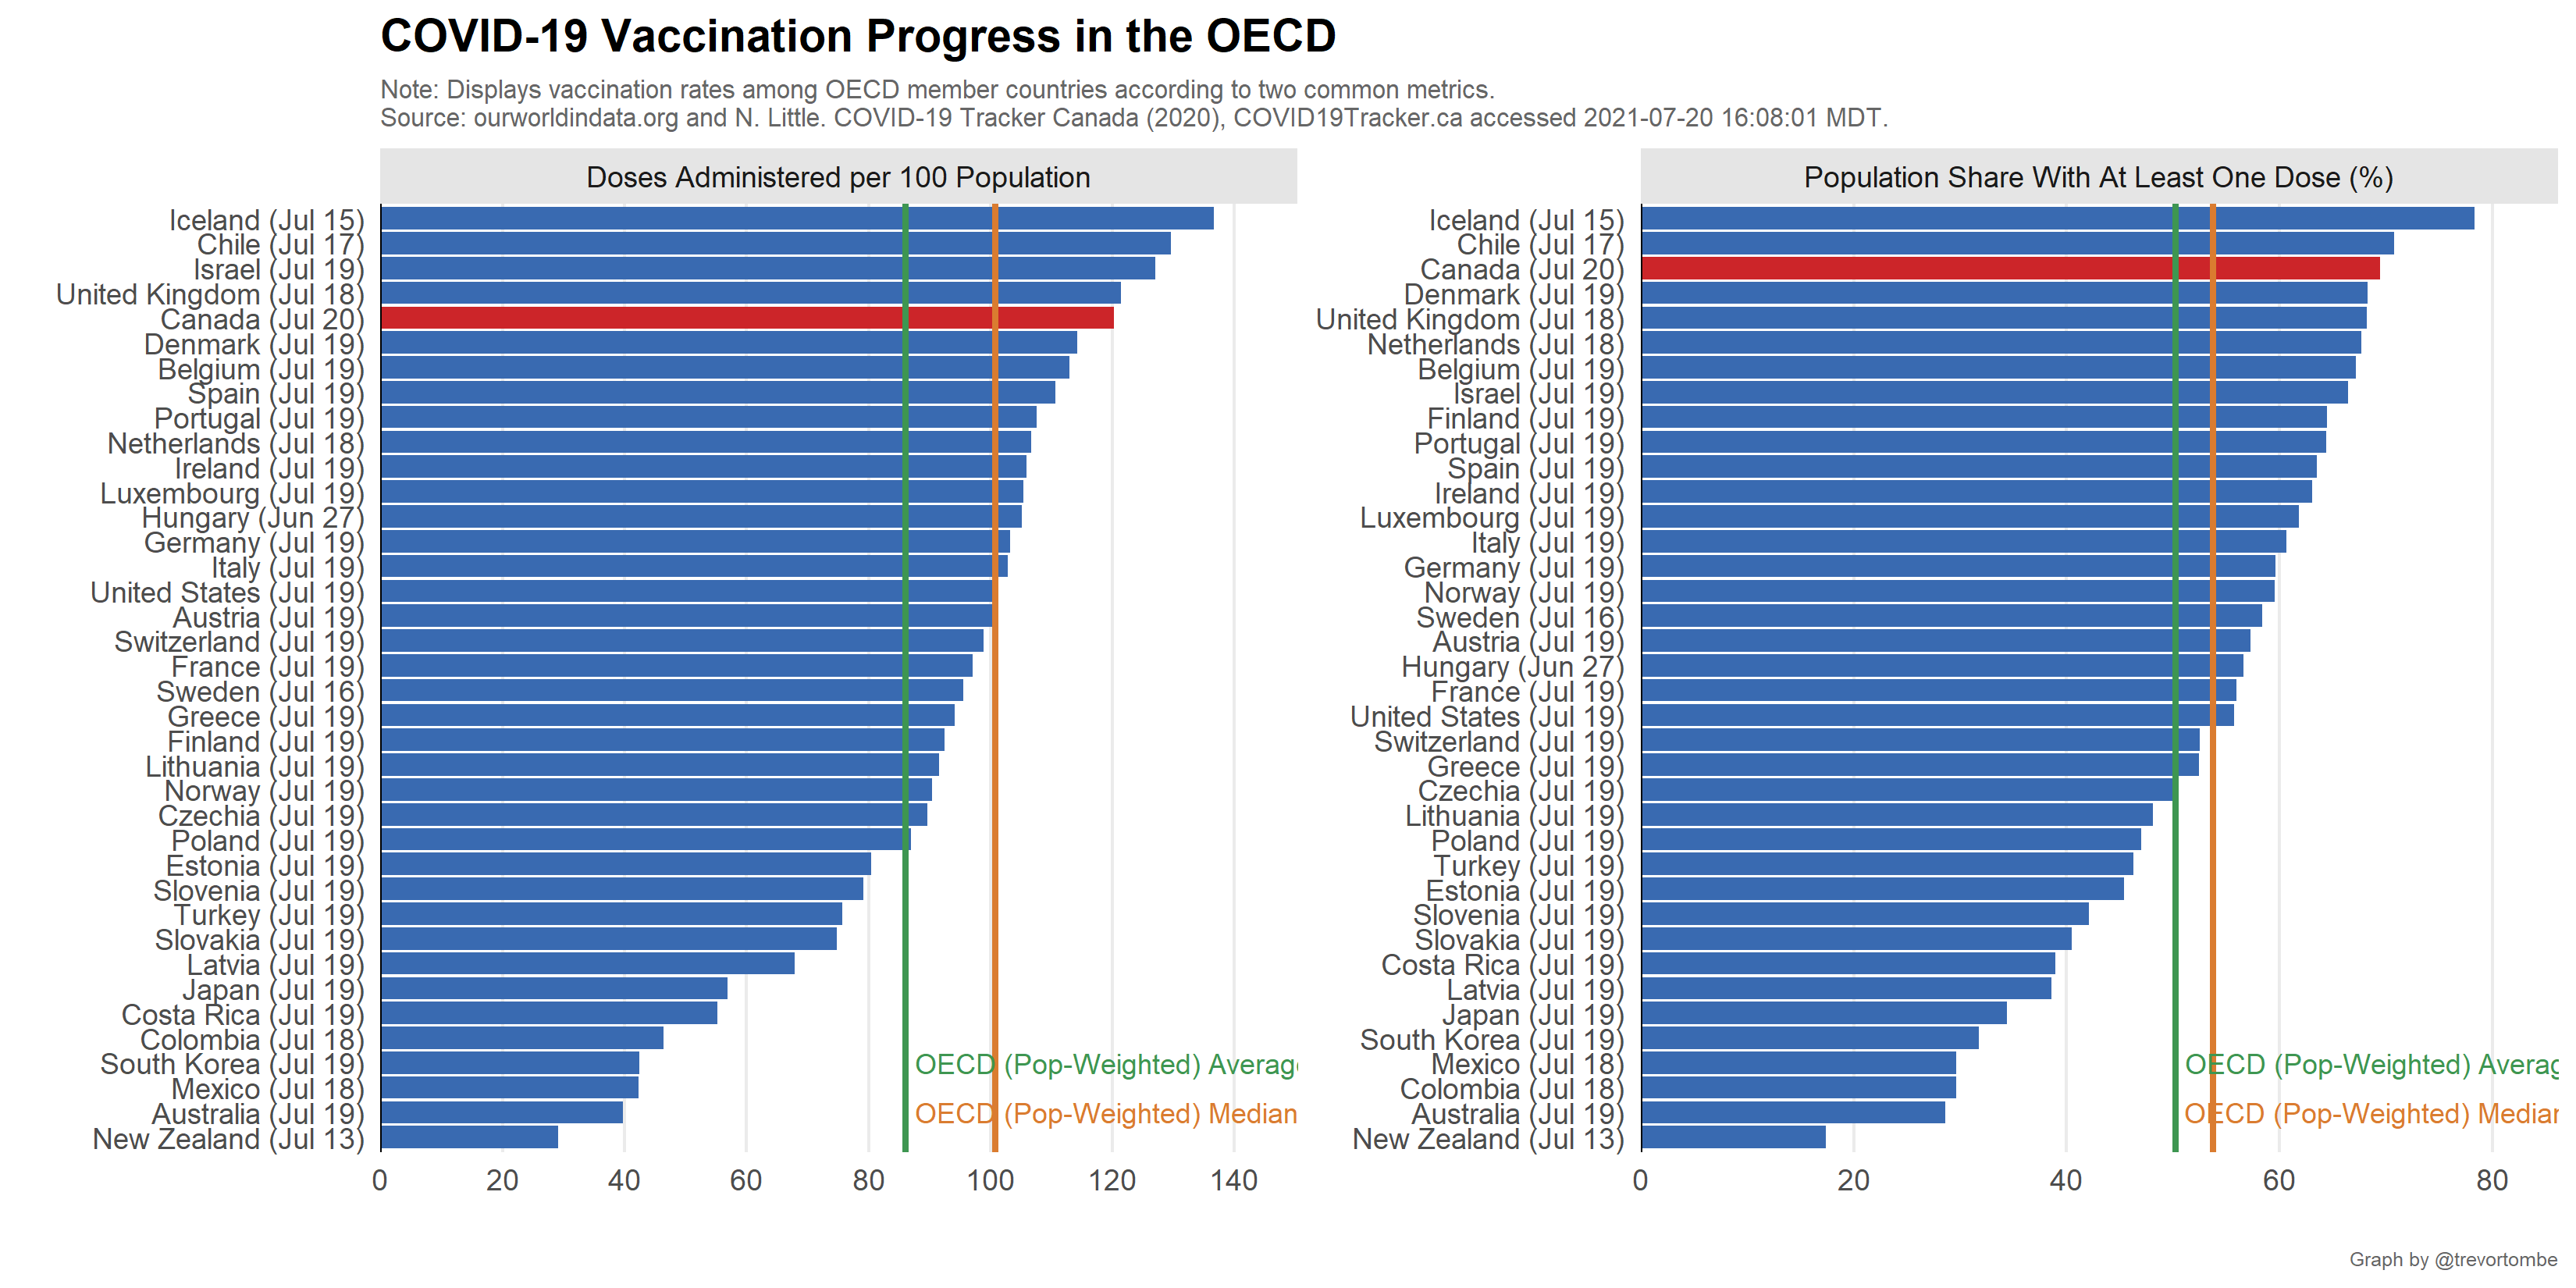 COVID-19 Vaccination Progress in the OECD
Note: Displays vaccination rates among OECD member countries according to two common metrics.
Source: ourworldindata.org and N. Little. COVID-19 Tracker Canada (2020), COVID19Tracker.ca accessed 2021-07-20 16:08:01 MDT.
Doses Administered per 100 Population
Iceland (Jul 15)
Chile (Jul 17)
Israel (Jul 19)
United Kingdom (Jul 18)
Canada (Jul 20)
Denmark (Jul 19)
Belgium (Jul 19)
Spain (Jul 19)
Portugal (Jul 19)
Netherlands (Jul 18)
Ireland (Jul 19)
Luxembourg (Jul 19)
Hungary (Jun 27)
Germany (Jul 19)
Italy (Jul 19)
United States (Jul 19)
Austria (Jul 19)
Switzerland (Jul 19)
France (Jul 19)
Sweden (Jul 16)
Greece (Jul 19)
Finland (Jul 19)
Lithuania (Jul 19)
Norway (Jul 19)
Czechia (Jul 19)
Poland (Jul 19)
Estonia (Jul 19)
Slovenia (Jul 19)
Turkey (Jul 19)
Slovakia (Jul 19)
Latvia (Jul 19)
Japan (Jul 19)
Costa Rica (Jul 19)
Colombia (Jul 18)
South Korea (Jul 19)
Mexico (Jul 18)
Australia (Jul 19)
New Zealand (Jul 13)
OECD (Pop-Weighted) Average
OECD (Pop-Weighted) Median
0 20 40 60 80 100 120 140
Population Share With At Least One Dose (%)
Iceland (Jul 15)
Chile (Jul 17)
Canada (Jul 20)
Denmark (Jul 19)
United Kingdom (Jul 18)
Netherlands (Jul 18)
Belgium (Jul 19)
Israel (Jul 19)
Finland (Jul 19)
Portugal (Jul 19)
Spain (Jul 19)
Ireland (Jul 19)
Luxembourg (Jul 19)
Italy (Jul 19)
Germany (Jul 19)
Norway (Jul 19)
Sweden (Jul 16)
Austria (Jul 19)
Hungary (Jun 27)
France (Jul 19)
United States (Jul 19)
Switzerland (Jul 19)
Greece (Jul 19)
Czechia (Jul 19)
Lithuania (Jul 19)
Poland (Jul 19)
Turkey (Jul 19)
Estonia (Jul 19)
Slovenia (Jul 19)
Slovakia (Jul 19)
Costa Rica (Jul 19)
Latvia (Jul 19)
Japan (Jul 19)
South Korea (Jul 19)
Mexico (Jul 18)
Colombia (Jul 18)
Australia (Jul 19)
New Zealand (Jul 13)
OECD (Pop-Weighted) Averag
OECD (Pop-Weighted) Median
0 20 40 60 80
Graph by @trevortombe